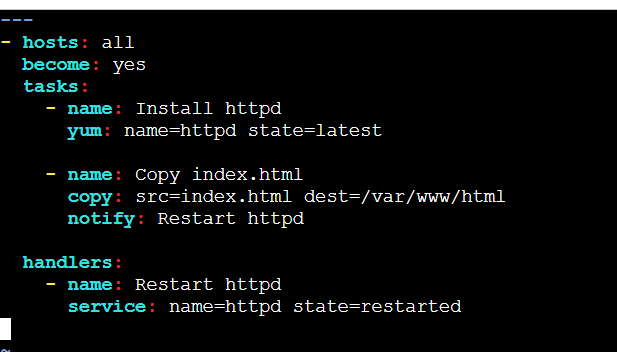 ---
- hosts: all
  become: yes
  tasks:
    - name: Install httpd
      yum: name=httpd state=latest

    - name: Copy index.html
      copy: src=index.html dest=/var/www/html
      notify: Restart httpd

  handlers:
    - name: Restart httpd
      service: name=httpd state=restarted

~